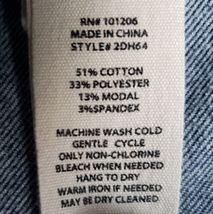 RN# 101206
MADE IN CHINA
STYLE# 2DH64
51% COTTON
33% POLYESTER
13% MODAL
3%SPANDEX
MACHINE WASH COLD
GENTLE CYCLE
ONLY NON-CHLORINE
BLEACH WHEN NEEDED
HANG TO DRY
WARM IRON IF NEEDED
MAY BE DRY CLEANED